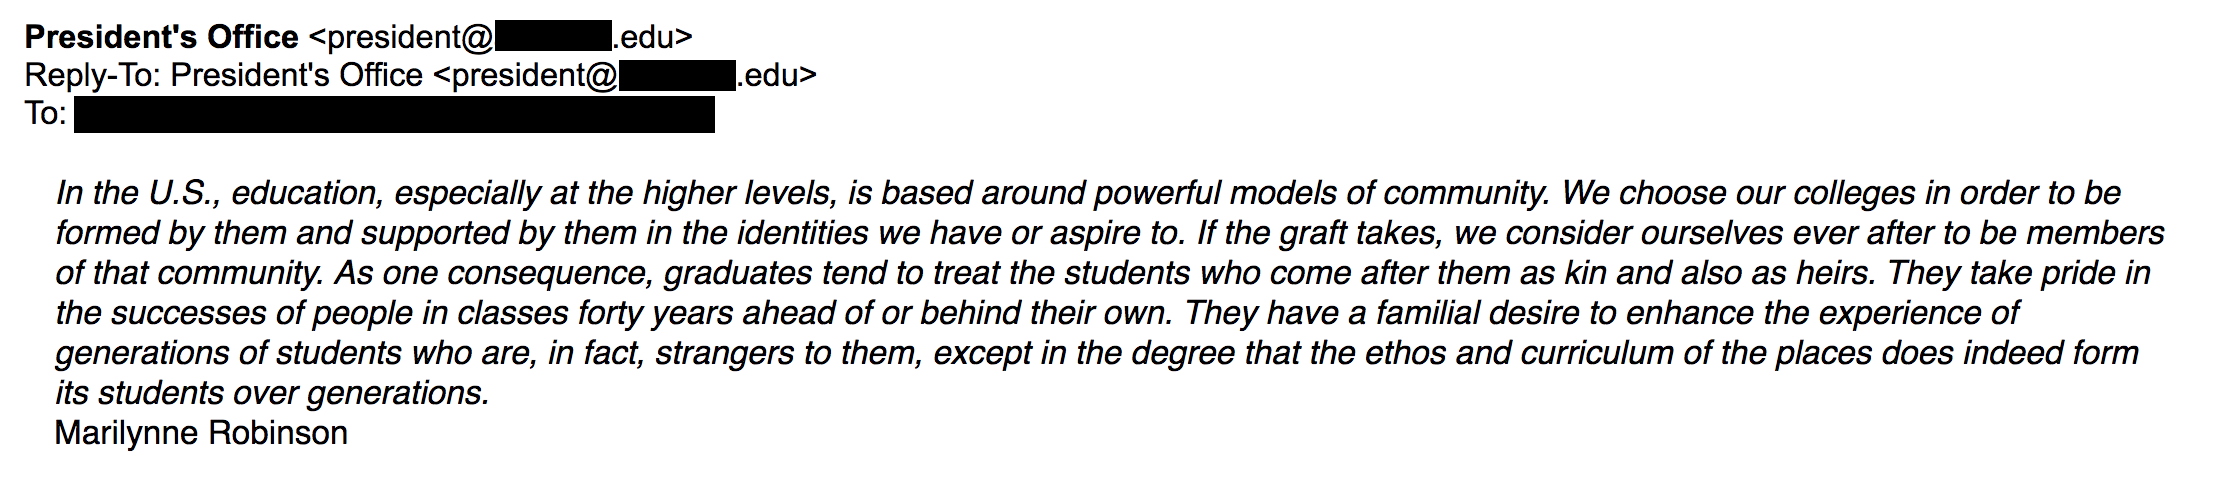 President's Office <president@.edu>
Reply-To: President's Office <president@.edu>
To:
In the U.S., education, especially at the higher levels, is based around powerful models of community. We choose our colleges in order to be
formed by them and supported by them in the identities we have or aspire to. If the graft takes, we consider ourselves ever after to be members
of that community. As one consequence, graduates tend to treat the students who come after them as kin and also as heirs. They take pride in
the successes of people in classes forty years ahead of or behind their own. They have a familial desire to enhance the experience of
generations of students who are, in fact, strangers to them, except in the degree that the ethos and curriculum of the places does indeed form
its students over generations.
Marilynne Robinson